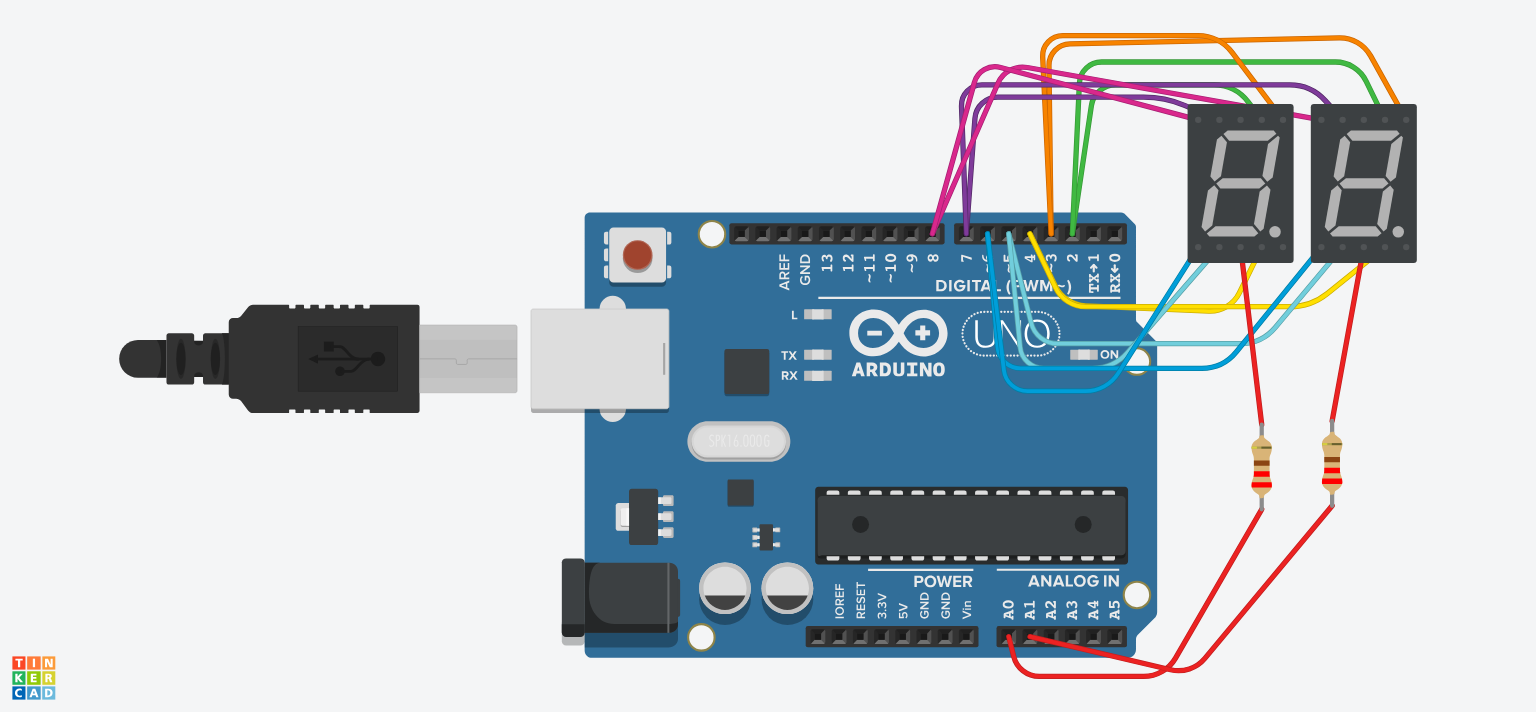 AREF
GND
13
12
~11
~10
~9
8
7
~5
4
~3
2
TX→1
RX←0
DIGITAL (PWM~)
L
TX
RX
UNO
ON
ARDUINO
SPK16.000G
POWER
ANALOG IN
IOREF
RESET
3.3V
5V
GND
GND
Vin
A0
A1
A2
A3
A4
A5
TIN
KER
CAD